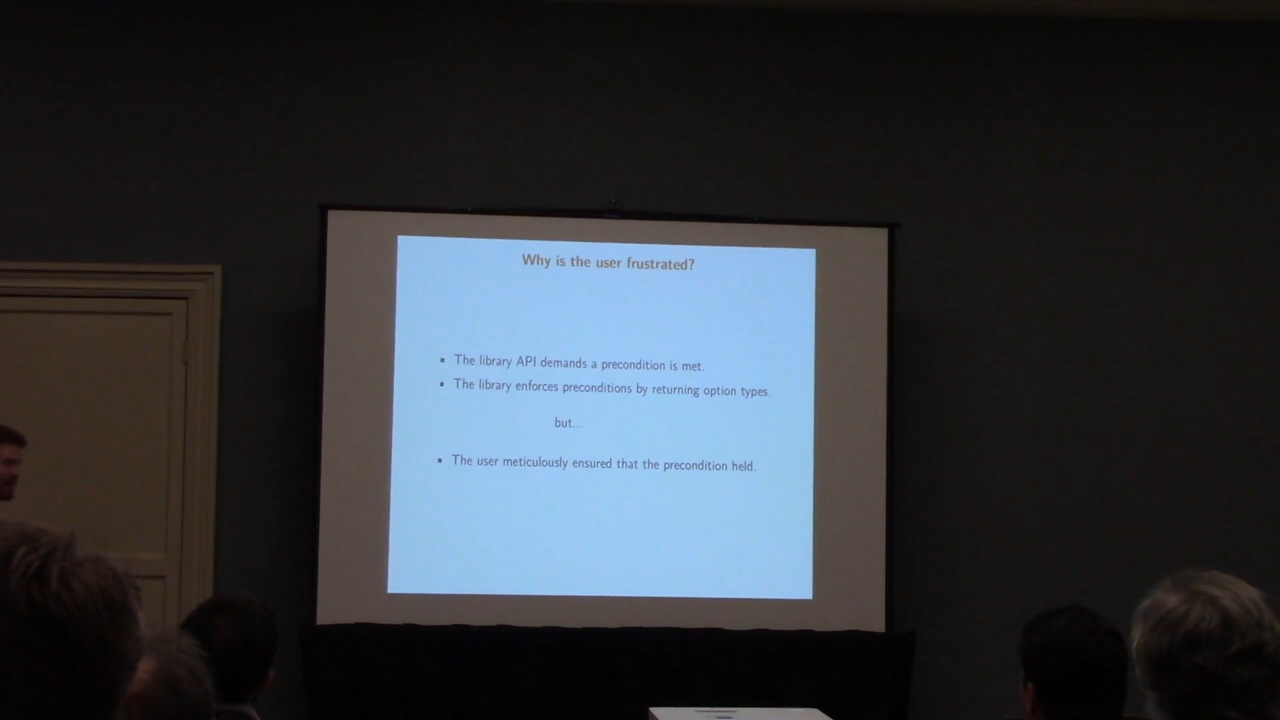 Why is the user frustrated?
▪ The library API demands a precondition is met.
▪ The library enforces preconditions by returning option types.
but...
▪ The user meticulously ensured that the precondition held.